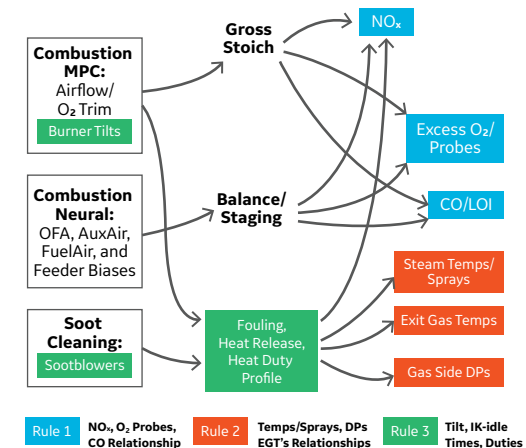 Combustion
MPC:
Airflow/
O₂ Trim
Burner Tilts
Combustion
Neural:
OFA, AuxAir,
FuelAir, and
Feeder Biases
Soot
Cleaning:
Sootblowers
Gross
Stoich
Balance/
Staging
Fouling,
Heat Release,
Heat Duty
Profile
NOₓ
Excess O₂/
Probes
CO/LOI
Steam Temps/
Sprays
Exit Gas Temps
Gas Side DPs
Rule 1
NOₓ, O₂ Probes,
CO Relationship
Rule 2
Temps/Sprays, DPs
EGT's Relationships
Rule 3
Tilt, IK-idle
Times, Duties